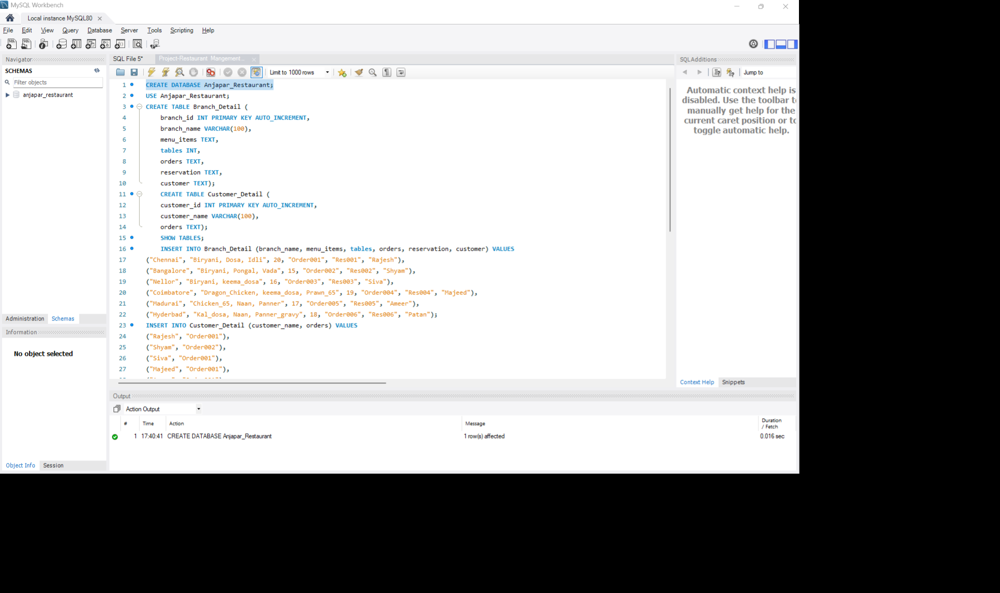 MySQL Workbench
Local instance MySQL80
File Edit View Query Database Server Tools Scripting Help
Navigator
SCHEMAS
Filter objects
anjapar_restaurant
Administration Schemas
Information
No object selected
Object Info Session
SQL File 5* Project-Restaurant Mangement...
Limit to 1000 rows
1 CREATE DATABASE Anjapar_Restaurant;
2 USE Anjapar_Restaurant;
3 CREATE TABLE Branch_Detail (
4 branch_id INT PRIMARY KEY AUTO_INCREMENT,
5 branch_name VARCHAR(100),
6 menu_items TEXT,
7 tables INT,
8 orders TEXT,
9 reservation TEXT,
10 customer TEXT);
11 CREATE TABLE Customer_Detail (
12 customer_id INT PRIMARY KEY AUTO_INCREMENT,
13 customer_name VARCHAR(100),
14 orders TEXT);
15 SHOW TABLES;
16 INSERT INTO Branch_Detail (branch_name, menu_items, tables, orders, reservation, customer) VALUES
17 ("Chennai", "Biryani, Dosa, Idli", 20, "Order001", "Res001", "Rajesh"),
18 ("Bangalore", "Biryani, Pongal, Vada", 15, "Order002", "Res002", "Shyam"),
19 ("Nellor", "Biryani, keema_dosa", 16, "Order003", "Res003", "Siva"),
20 ("Coimbatore", "Dragon_Chicken, keema_dosa, Prawn_65", 19, "Order004", "Res004", "Majeed"),
21 ("Madurai", "Chicken_65, Naan, Panner", 17, "Order005", "Res005", "Ameer"),
22 ("Hyderbad", "Kal_dosa, Naan, Panner_gravy", 18, "Order006", "Res006", "Patan");
23 INSERT INTO Customer_Detail (customer_name, orders) VALUES
24 ("Rajesh", "Order001"),
25 ("Shyam", "Order002"),
26 ("Siva", "Order001"),
27 ("Majeed", "Order001"),
SQLAdditions
Jump to
Automatic context help is
disabled. Use the toolbar
manually get help for the
current caret position or
toggle automatic help.
Context Help Snippets
Output
Action Output
# Time Action Message Duration / Fetch
1 17:40:41 CREATE DATABASE Anjapar_Restaurant 1 row(s) affected 0.016 sec